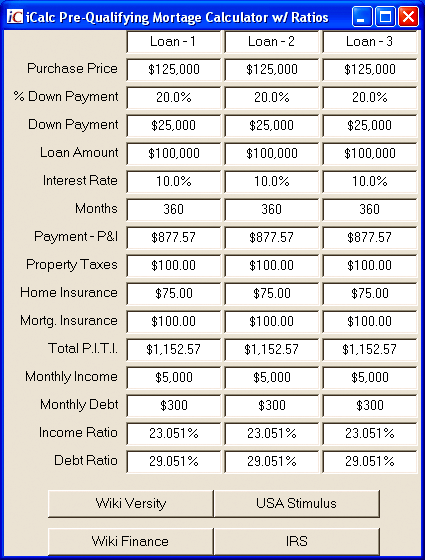 iC iCalc Pre-Qualifying Mortage Calculator w/ Ratios
Loan - 1 Loan - 2 Loan - 3
Purchase Price $125,000 $125,000 $125,000
% Down Payment 20.0% 20.0% 20.0%
Down Payment $25,000 $25,000 $25,000
Loan Amount $100,000 $100,000 $100,000
Interest Rate 10.0% 10.0% 10.0%
Months 360 360 360
Payment - P&I $877.57 $877.57 $877.57
Property Taxes $100.00 $100.00 $100.00
Home Insurance $75.00 $75.00 $75.00
Mortg. Insurance $100.00 $100.00 $100.00
Total P.I.T.I. $1,152.57 $1,152.57 $1,152.57
Monthly Income $5,000 $5,000 $5,000
Monthly Debt $300 $300 $300
Income Ratio 23.051% 23.051% 23.051%
Debt Ratio 29.051% 29.051% 29.051%
Wiki Versity USA Stimulus
Wiki Finance IRS